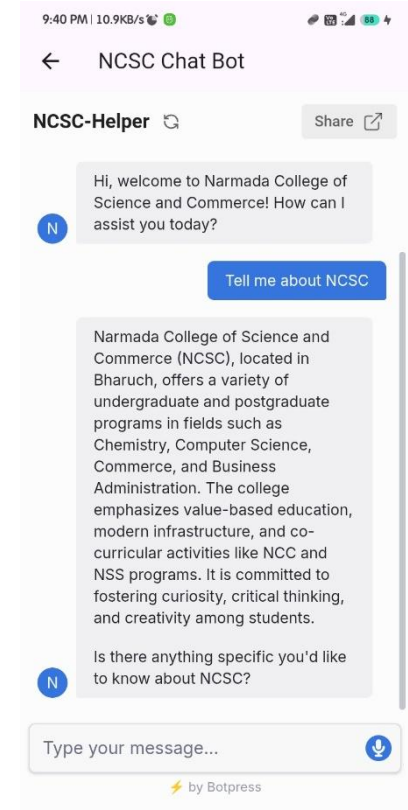 9:40 PM | 10.9KB/s
4G
88
NCSC Chat Bot
NCSC-Helper
Share
Hi, welcome to Narmada College of
Science and Commerce! How can I
assist you today?
N
Tell me about NCSC
Narmada College of Science and
Commerce (NCSC), located in
Bharuch, offers a variety of
undergraduate and postgraduate
programs in fields such as
Chemistry, Computer Science,
Commerce, and Business
Administration. The college
emphasizes value-based education,
modern infrastructure, and co-
curricular activities like NCC and
NSS programs. It is committed to
fostering curiosity, critical thinking,
and creativity among students.
Is there anything specific you'd like
to know about NCSC?
N
Type your message...
⚡ by Botpress